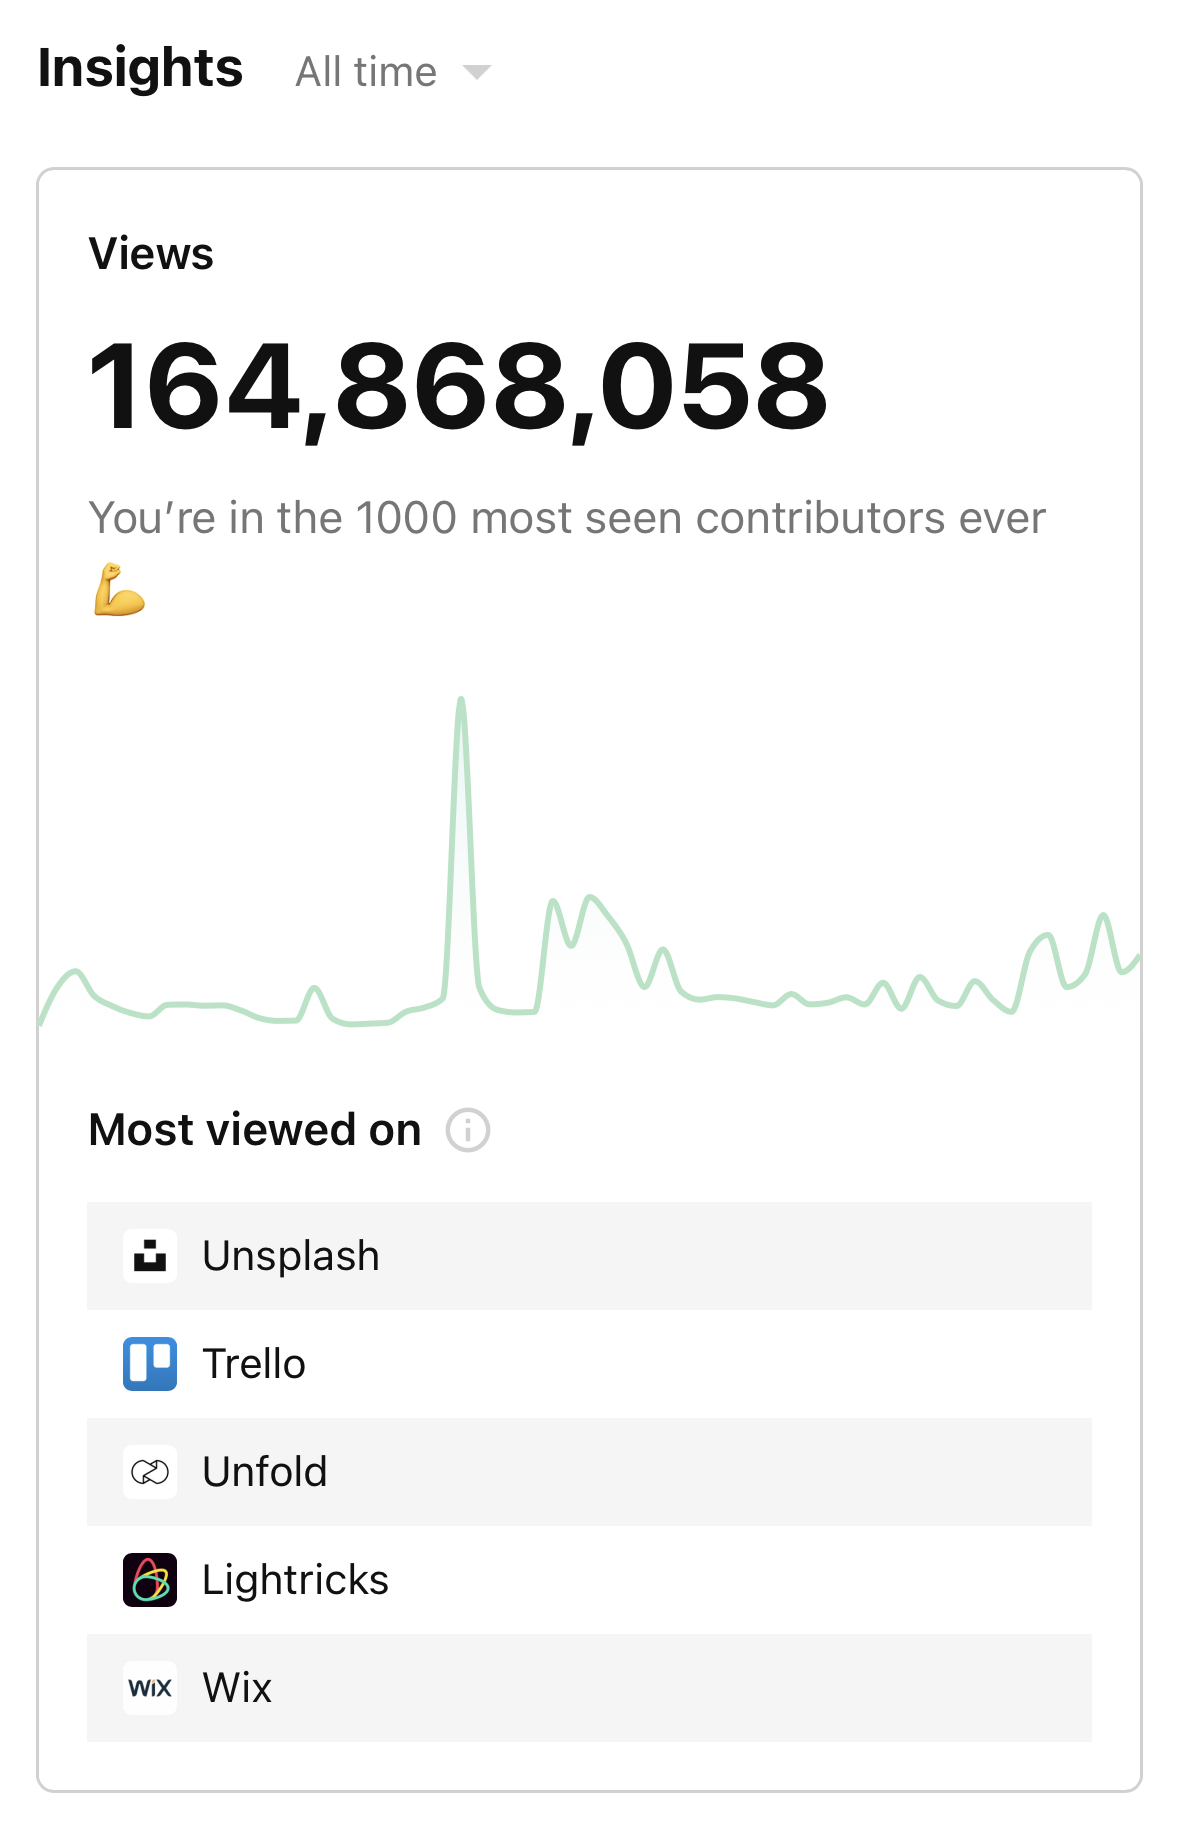 Insights All time
Views
164,868,058
You’re in the 1000 most seen contributors ever
💪
Most viewed on
Unsplash
Trello
Unfold
Lightricks
WiX Wix